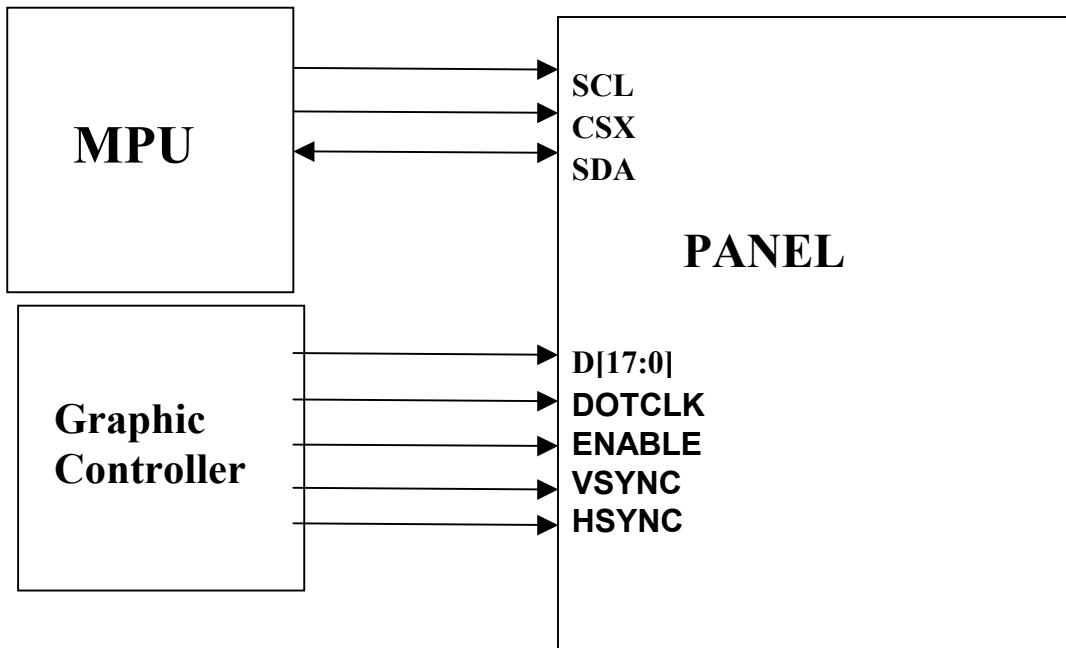 MPU
SCL
CSX
SDA
PANEL
Graphic
Controller
D[17:0]
DOTCLK
ENABLE
VSYNC
HSYNC